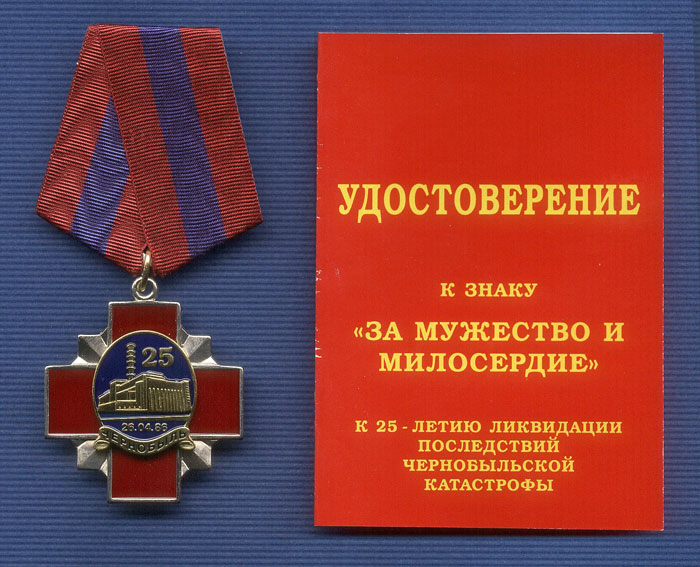 25
26.04.86
ЧЕРНОБЫЛЬ
УДОСТОВЕРЕНИЕ
К ЗНАКУ
«ЗА МУЖЕСТВО И
МИЛОСЕРДИЕ»
К 25 - ЛЕТИЮ ЛИКВИДАЦИИ
ПОСЛЕДСТВИЙ
ЧЕРНОБЫЛЬСКОЙ
КАТАСТРОФЫ